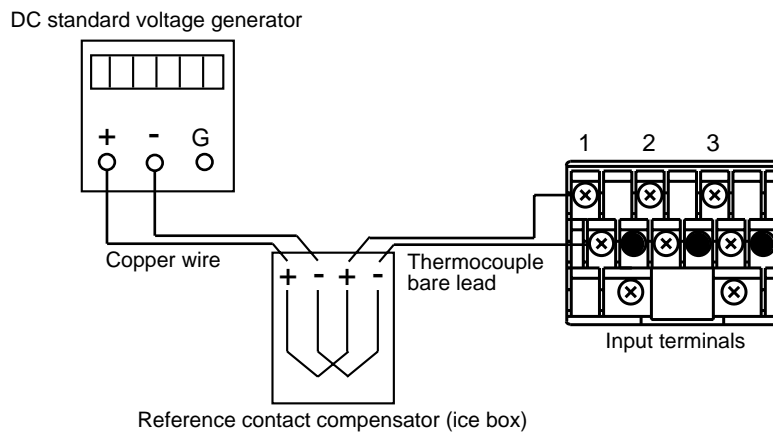 DC standard voltage generator
+ - G
1 2 3
Copper wire
+ - + -
Thermocouple
bare lead
Input terminals
Reference contact compensator (ice box)